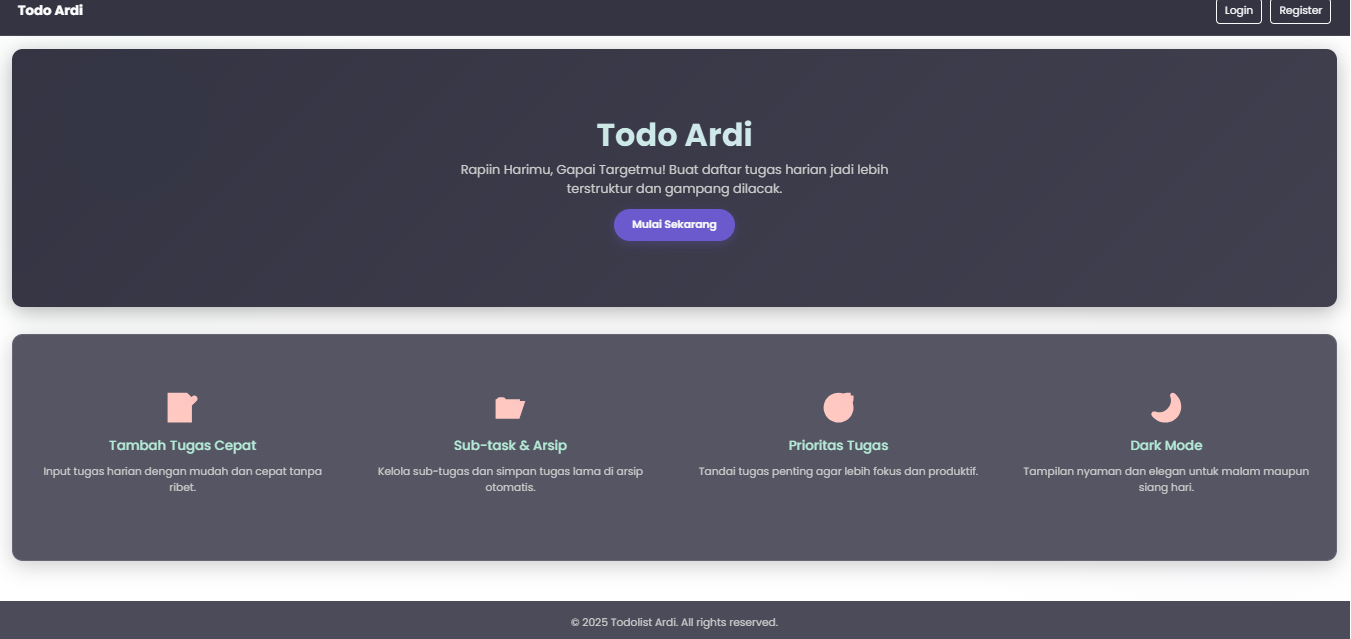 Todo Ardi
Login
Register
Todo Ardi
Rapiin Harimu, Gapai Targetmu! Buat daftar tugas harian jadi lebih
terstruktur dan gampang dilacak.
Mulai Sekarang
Tambah Tugas Cepat
Input tugas harian dengan mudah dan cepat tanpa
ribet.
Sub-task & Arsip
Kelola sub-tugas dan simpan tugas lama di arsip
otomatis.
Prioritas Tugas
Tandai tugas penting agar lebih fokus dan produktif.
Dark Mode
Tampilan nyaman dan elegan untuk malam maupun
siang hari.
© 2025 Todolist Ardi. All rights reserved.